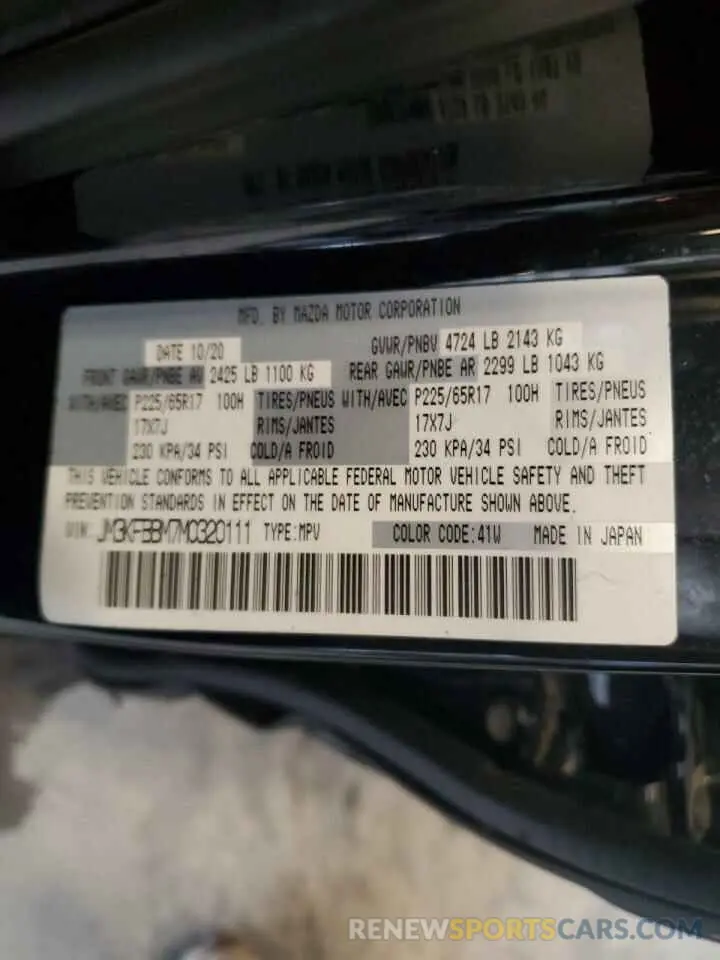 MFD. BY MAZDA MOTOR CORPORATION
DATE 10/20 GVWR/PNBV 4724 LB 2143 KG
FRONT GAWR/PNBE AV 2425 LB 1100 KG REAR GAWR/PNBE AR 2299 LB 1043 KG
WITH/AVEC P225/65R17 100H TIRES/PNEUS WITH/AVEC P225/65R17 100H TIRES/PNEUS
17X7J RIMS/JANTES 17X7J RIMS/JANTES
230 KPA/34 PSI COLD/A FROID 230 KPA/34 PSI COLD/A FROID
THIS VEHICLE CONFORMS TO ALL APPLICABLE FEDERAL MOTOR VEHICLE SAFETY AND THEFT
PREVENTION STANDARDS IN EFFECT ON THE DATE OF MANUFACTURE SHOWN ABOVE.
VIN: JM3KFBBM7M0320111 TYPE:MPV COLOR CODE:41W MADE IN JAPAN
RENEWSPORTSCARS.COM